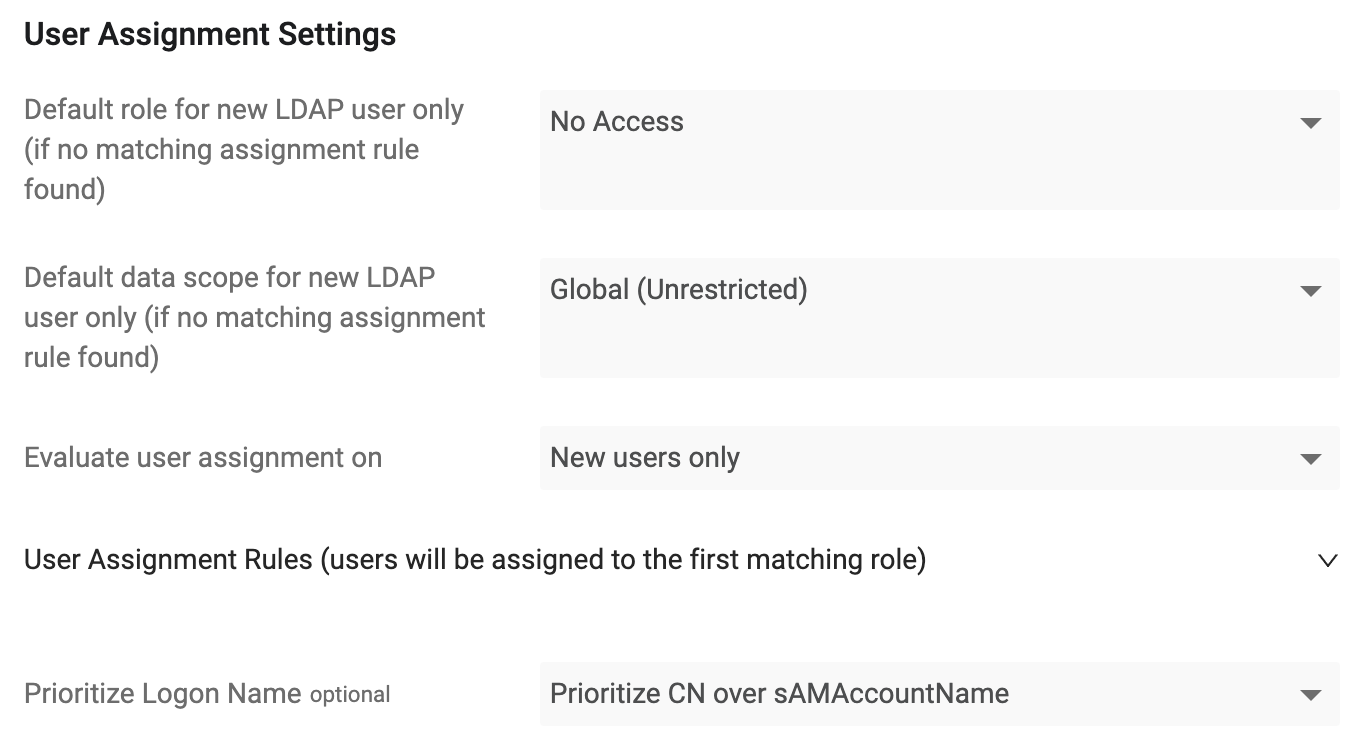 User Assignment Settings
Default role for new LDAP user only
(if no matching assignment rule
found)
No Access
Default data scope for new LDAP
user only (if no matching assignment
rule found)
Global (Unrestricted)
Evaluate user assignment on
New users only
User Assignment Rules (users will be assigned to the first matching role)
Prioritize Logon Name optional
Prioritize CN over sAMAccountName